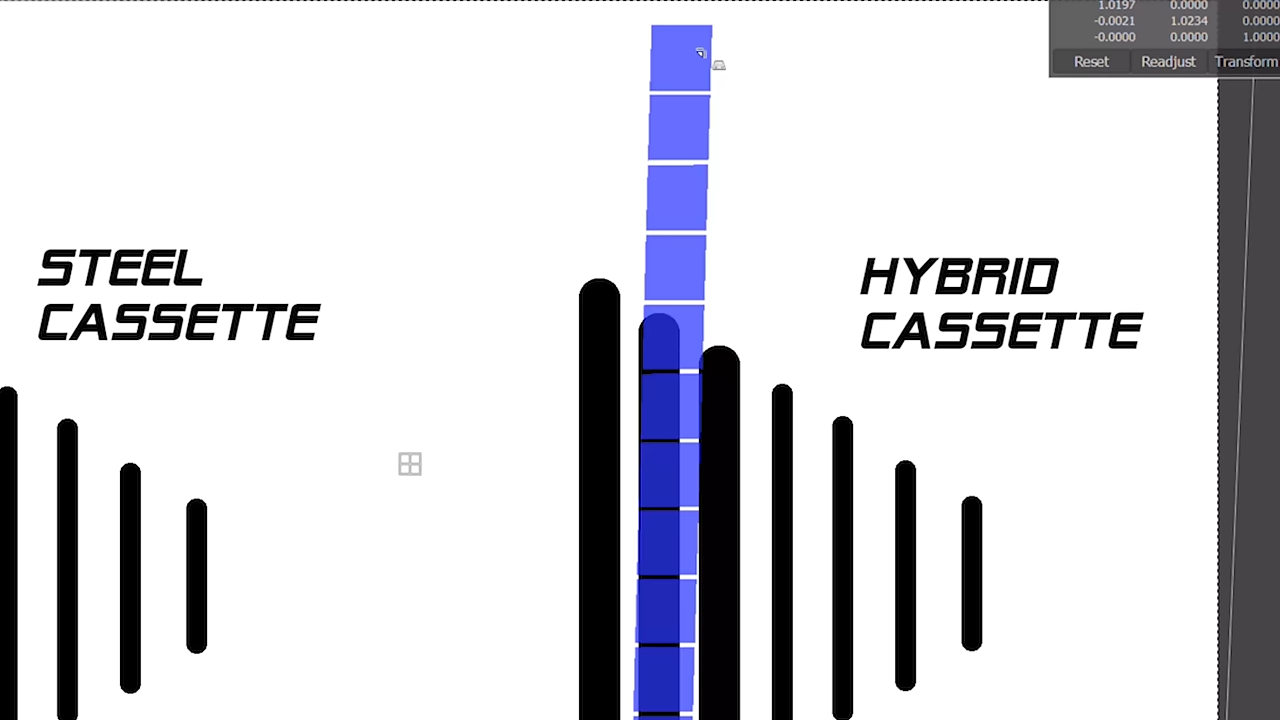 STEEL
CASSETTE
HYBRID
CASSETTE
1.0197 0.0000 0.0000
-0.0021 1.0234 0.0000
-0.0000 0.0000 1.0000
Reset Readjust Transform